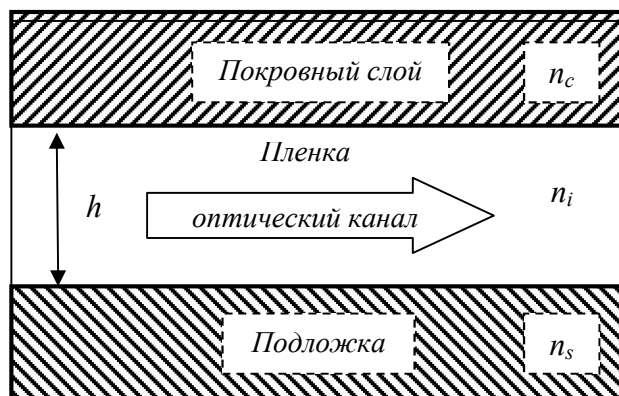 Покровный слой
n_c
Пленка
h
n_i
оптический канал
Подложка
n_s